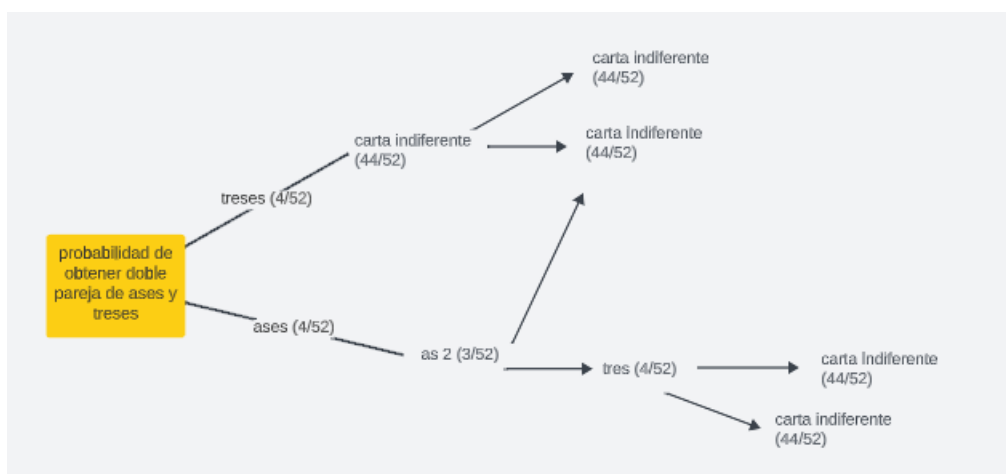 carta indiferente
(44/52)
carta Indiferente
(44/52)
carta indiferente
(44/52)
treses (4/52)
probabilidad de
obtener doble
pareja de ases y
treses
ases (4/52)
as 2 (3/52)
tres (4/52)
carta Indiferente
(44/52)
carta indiferente
(44/52)